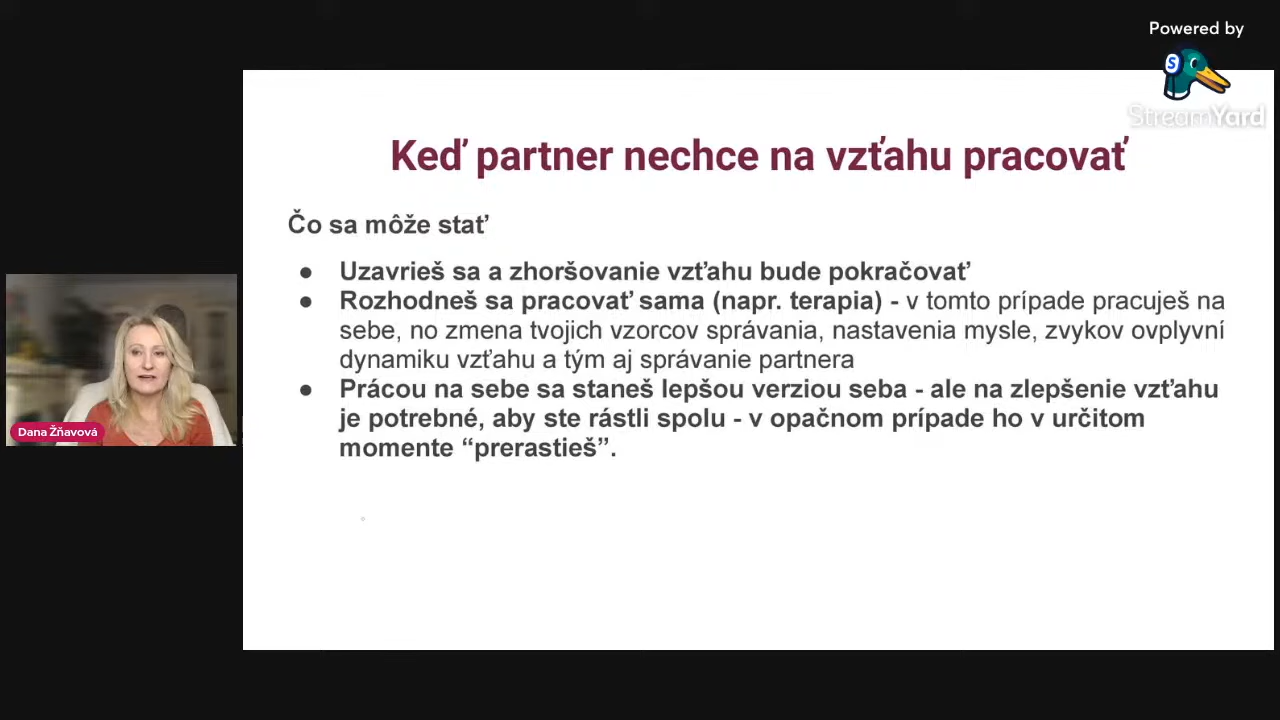 Powered by
StreamYard
Keď partner nechce na vzťahu pracovať
Čo sa môže stať
● Uzavrieš sa a zhoršovanie vzťahu bude pokračovať
● Rozhodneš sa pracovať sama (napr. terapia) - v tomto prípade pracuješ na
sebe, no zmena tvojich vzorcov správania, nastavenia mysle, zvykov ovplyvní
dynamiku vzťahu a tým aj správanie partnera
● Prácou na sebe sa staneš lepšou verziou seba - ale na zlepšenie vzťahu
je potrebné, aby ste rástli spolu - v opačnom prípade ho v určitom
momente “prerastieš”.
Dana Žňavová